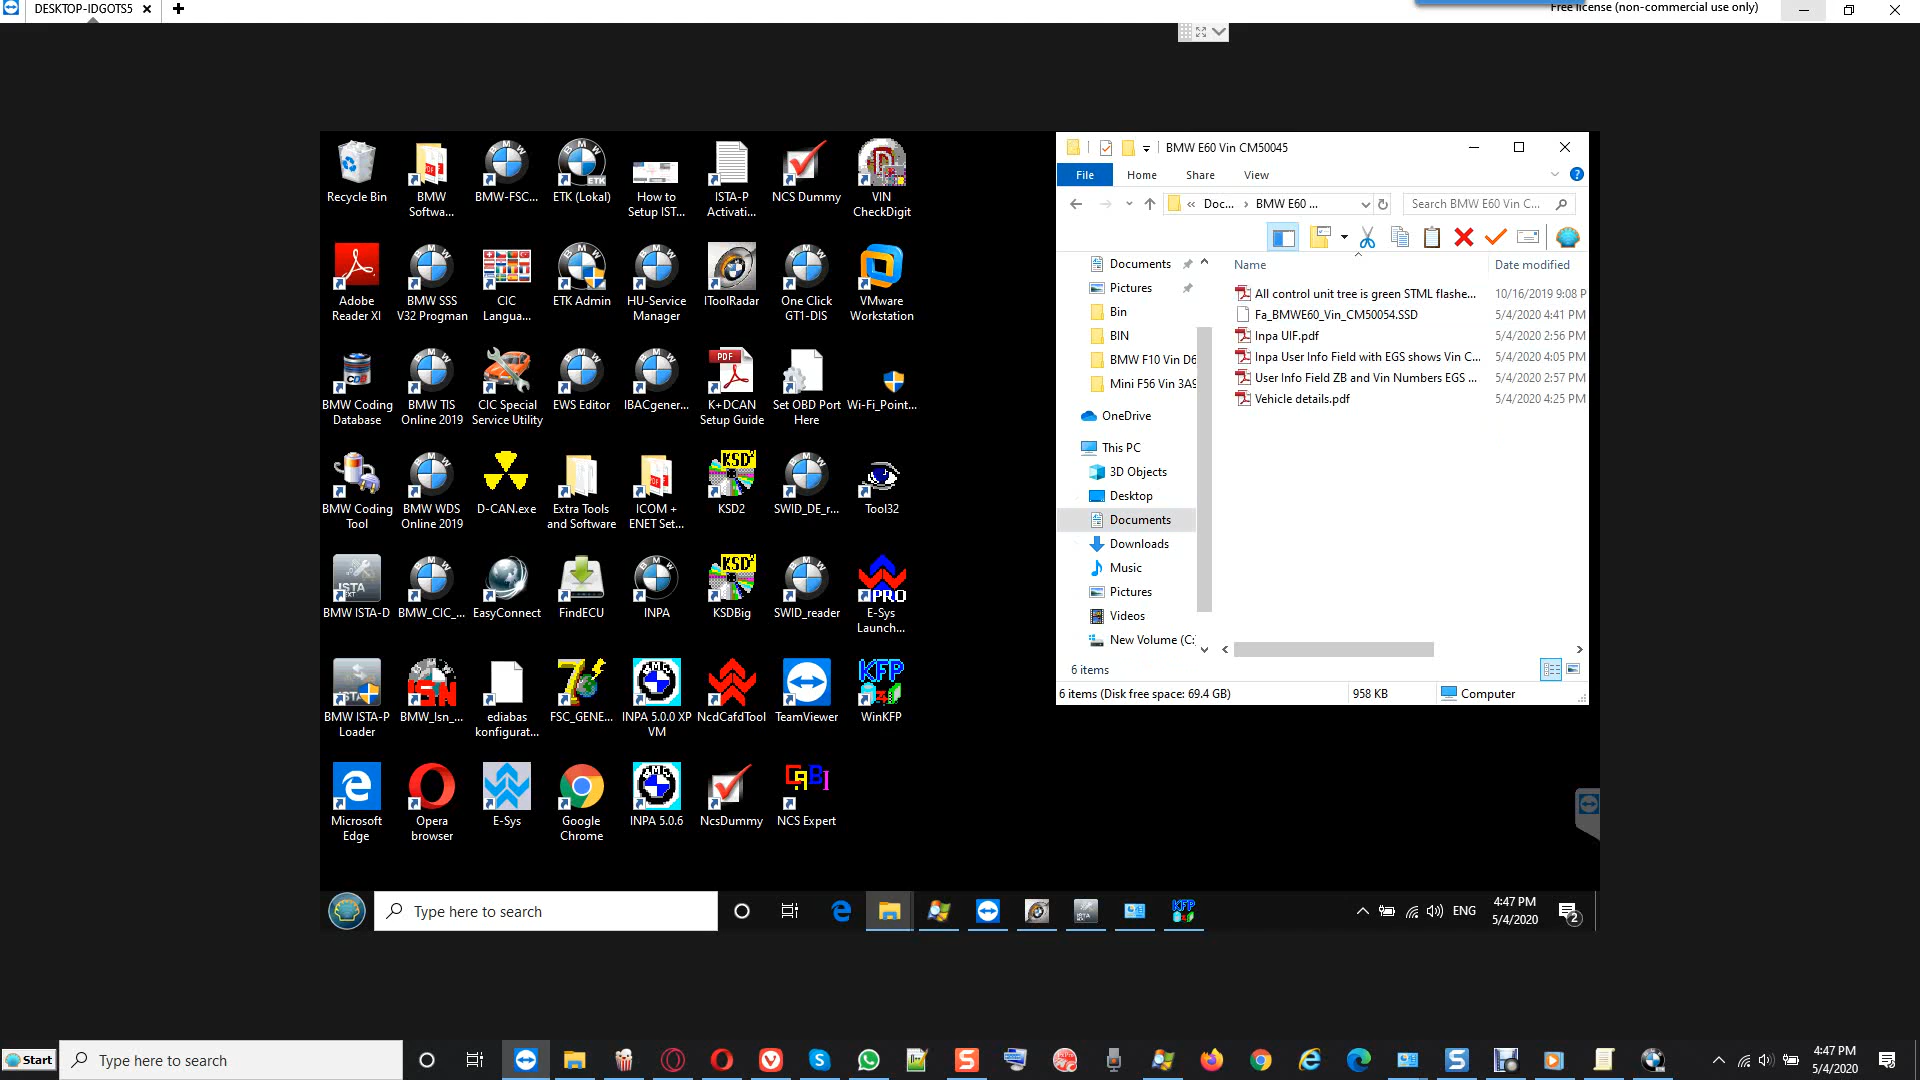 DESKTOP-IDGOTS5
Free license (non-commercial use only)
Recycle Bin
BMW
Softwa...
BMW-FSC...
ETK (Lokal)
How to
Setup IST...
ISTA-P
Activati...
NCS Dummy
VIN
CheckDigit
Adobe
Reader XI
BMW SSS
V32 Progman
CIC
Langua...
ETK Admin
HU-Service
Manager
IToolRadar
One Click
GT1-DIS
VMware
Workstation
BMW Coding
Database
BMW TIS
Online 2019
CIC Special
Service Utility
EWS Editor
IBACgener...
K+DCAN
Setup Guide
Set OBD Port
Here
Wi-Fi_Point...
BMW Coding
Tool
BMW WDS
Online 2019
D-CAN.exe
Extra Tools
and Software
ICOM +
ENET Set...
KSD2
SWID_DE_r...
Tool32
BMW ISTA-D
BMW_CIC_...
EasyConnect
FindECU
INPA
KSDBig
SWID_reader
E-Sys
Launch...
BMW ISTA-P
Loader
BMW_Isn_...
ediabas
konfigurat...
FSC_GENE...
INPA 5.0.0 XP
VM
NcdCafdTool
TeamViewer
WinKFP
Microsoft
Edge
Opera
browser
E-Sys
Google
Chrome
INPA 5.0.6
NcsDummy
NCS Expert
BMW E60 Vin CM50045
File
Home
Share
View
« Doc... › BMW E60 ...
Search BMW E60 Vin C...
Documents
Pictures
Bin
BIN
BMW F10 Vin D6
Mini F56 Vin 3A9
OneDrive
This PC
3D Objects
Desktop
Documents
Downloads
Music
Pictures
Videos
New Volume (C:
Name
Date modified
All control unit tree is green STML flashe...
10/16/2019 9:08 P
Fa_BMWE60_Vin_CM50054.SSD
5/4/2020 4:41 PM
Inpa UIF.pdf
5/4/2020 2:56 PM
Inpa User Info Field with EGS shows Vin C...
5/4/2020 4:05 PM
User Info Field ZB and Vin Numbers EGS ...
5/4/2020 2:57 PM
Vehicle details.pdf
5/4/2020 4:25 PM
6 items
6 items (Disk free space: 69.4 GB)
958 KB
Computer
Type here to search
ENG
4:47 PM
5/4/2020
2
Start
Type here to search
4:47 PM
5/4/2020